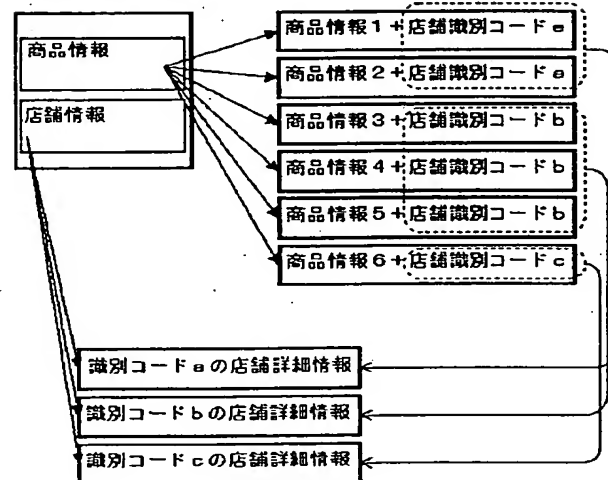 商品情報
店舗情報
商品情報1+店舗識別コードa
商品情報2+店舗識別コードa
商品情報3+店舗識別コードb
商品情報4+店舗識別コードb
商品情報5+店舗識別コードb
商品情報6+店舗識別コードc
識別コードaの店舗詳細情報
識別コードbの店舗詳細情報
識別コードcの店舗詳細情報